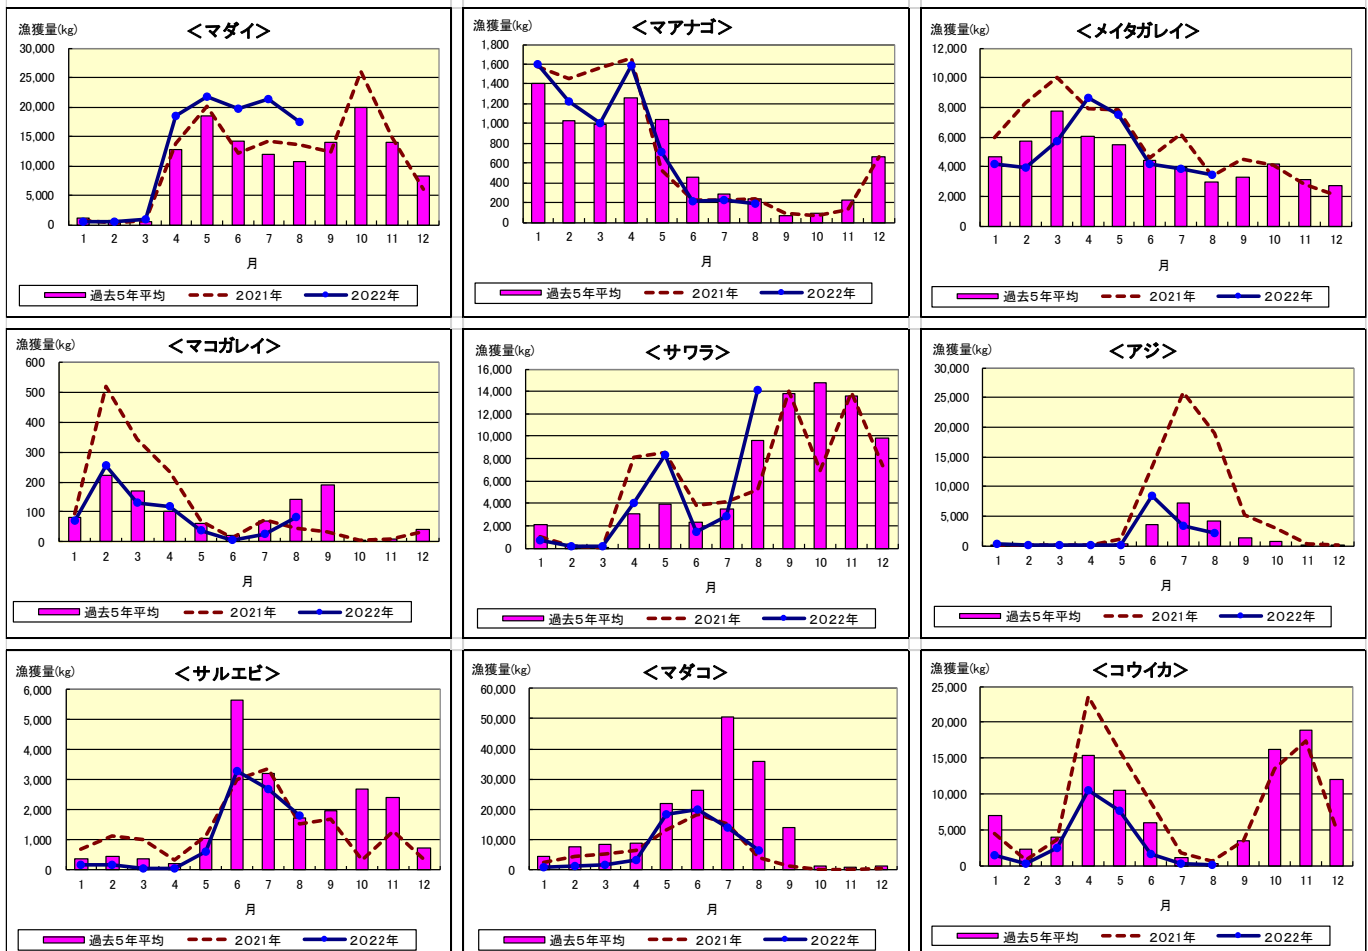 漁獲量(kg)
＜マダイ＞
30,000
25,000
20,000
15,000
10,000
5,000
0
1 2 3 4 5 6 7 8 9 10 11 12
月
過去5年平均 2021年 2022年
漁獲量(kg)
＜マアナゴ＞
1,800
1,600
1,400
1,200
1,000
800
600
400
200
0
1 2 3 4 5 6 7 8 9 10 11 12
月
過去5年平均 2021年 2022年
漁獲量(kg)
＜メイタガレイ＞
12,000
10,000
8,000
6,000
4,000
2,000
0
1 2 3 4 5 6 7 8 9 10 11 12
月
過去5年平均 2021年 2022年
漁獲量(kg)
＜マコガレイ＞
600
500
400
300
200
100
0
1 2 3 4 5 6 7 8 9 10 11 12
月
過去5年平均 2021年 2022年
漁獲量(kg)
＜サワラ＞
16,000
14,000
12,000
10,000
8,000
6,000
4,000
2,000
0
1 2 3 4 5 6 7 8 9 10 11 12
月
過去5年平均 2021年 2022年
漁獲量(kg)
＜アジ＞
30,000
25,000
20,000
15,000
10,000
5,000
0
1 2 3 4 5 6 7 8 9 10 11 12
月
過去5年平均 2021年 2022年
漁獲量(kg)
＜サルエビ＞
6,000
5,000
4,000
3,000
2,000
1,000
0
1 2 3 4 5 6 7 8 9 10 11 12
月
過去5年平均 2021年 2022年
漁獲量(kg)
＜マダコ＞
60,000
50,000
40,000
30,000
20,000
10,000
0
1 2 3 4 5 6 7 8 9 10 11 12
月
過去5年平均 2021年 2022年
漁獲量(kg)
＜コウイカ＞
25,000
20,000
15,000
10,000
5,000
0
1 2 3 4 5 6 7 8 9 10 11 12
月
過去5年平均 2021年 2022年